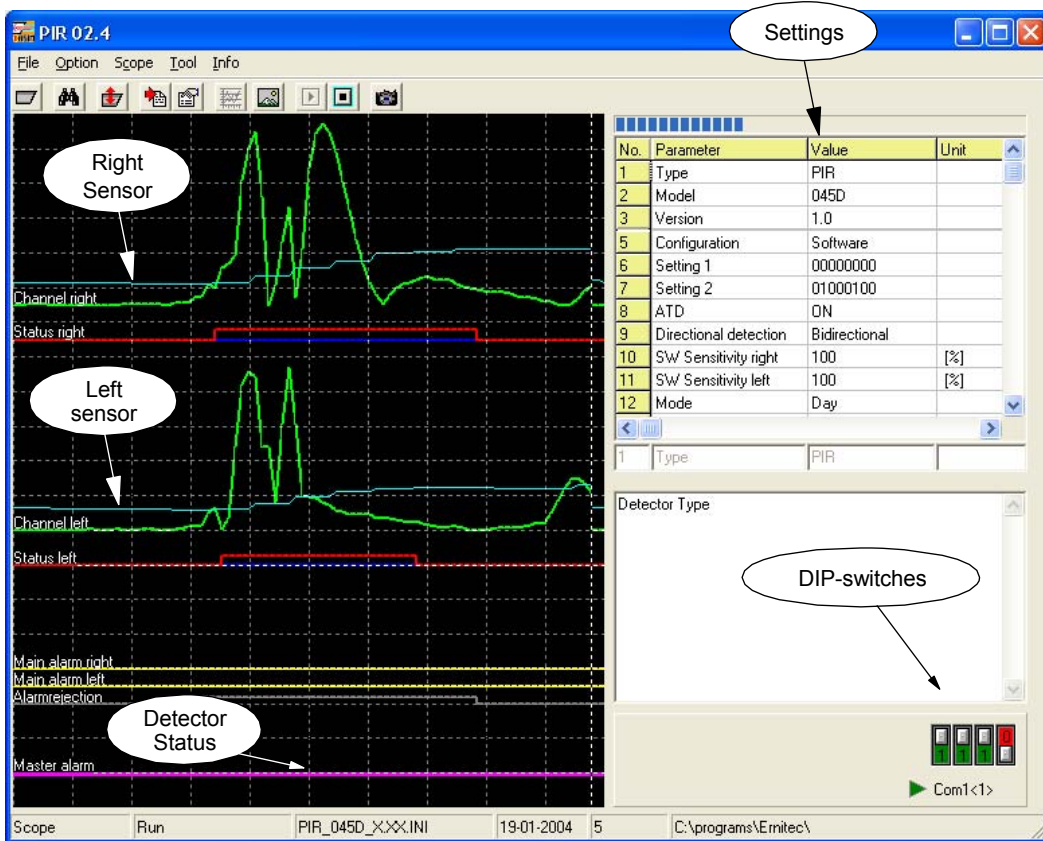 PIR 02.4
Settings
File Option Scope Tool Info
Right
Sensor
Channel right
Status right
Left
sensor
Channel left
Status left
Main alarm right
Main alarm left
Alarmrejection
Detector
Status
Master alarm
No. Parameter Value Unit
1 Type PIR
2 Model 045D
3 Version 1.0
5 Configuration Software
6 Setting 1 00000000
7 Setting 2 01000100
8 ATD ON
9 Directional detection Bidirectional
10 SW Sensitivity right 100 [%]
11 SW Sensitivity left 100 [%]
12 Mode Day
1 Type PIR
Detector Type
DIP-switches
1 1 1 0
Com1<1>
Scope Run PIR_045D_X.XX.INI 19-01-2004 5 C:\programs\Ernitec\